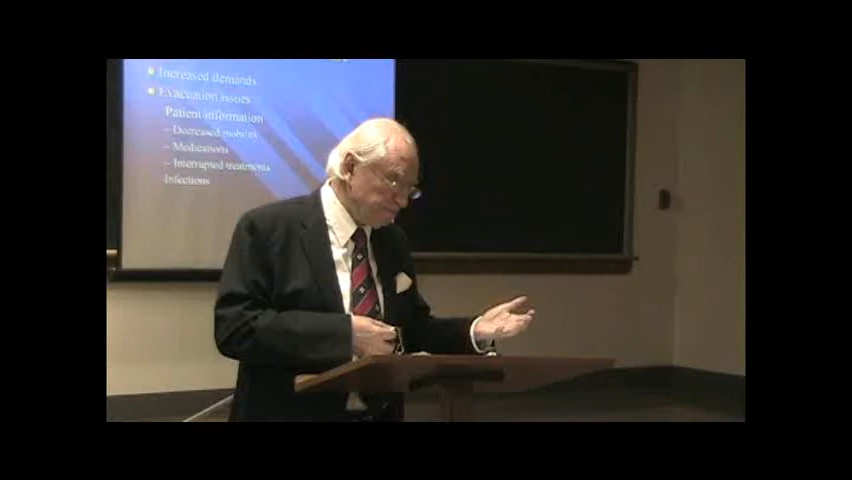 Increased demands
Evacuation issues
Patient information
– Decreased mobility
– Medications
– Interrupted treatments
Infections